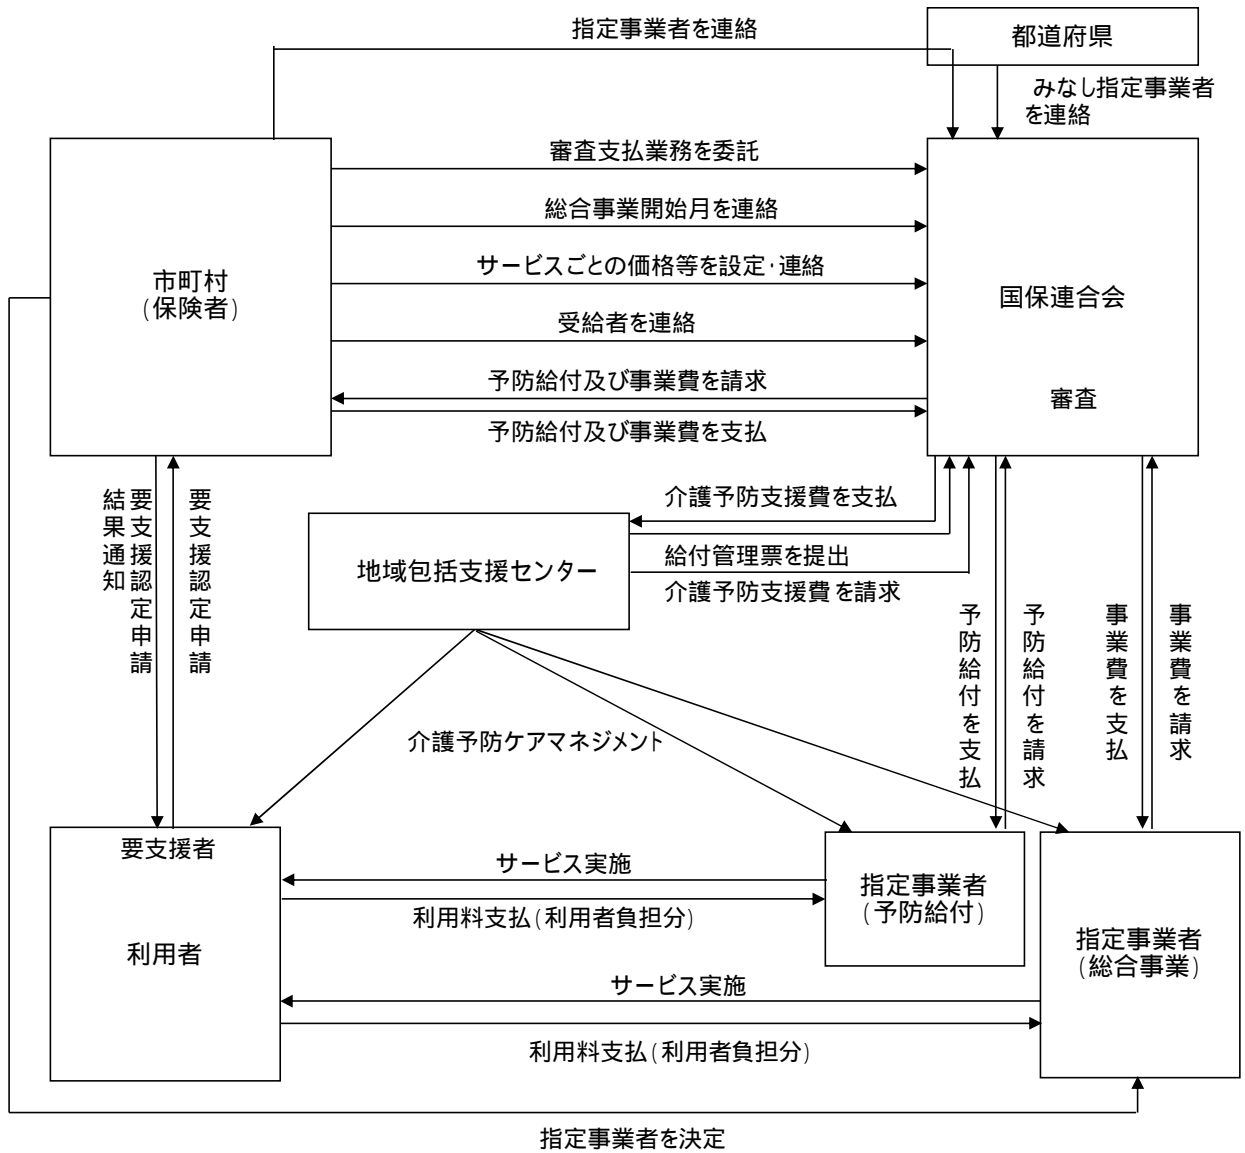 指定事業者を連絡
都道府県
みなし指定事業者
を連絡
審査支払業務を委託
総合事業開始月を連絡
サービスごとの価格等を設定・連絡
受給者を連絡
予防給付及び事業費を請求
予防給付及び事業費を支払
市町村
(保険者)
国保連合会
審査
要支援認定申請
結果通知
要支援認定申請
介護予防支援費を支払
地域包括支援センター
給付管理票を提出
介護予防支援費を請求
予防給付を支払
予防給付を請求
事業費を支払
事業費を請求
介護予防ケアマネジメント
要支援者
利用者
サービス実施
利用料支払(利用者負担分)
指定事業者
(予防給付)
指定事業者
(総合事業)
サービス実施
利用料支払(利用者負担分)
指定事業者を決定